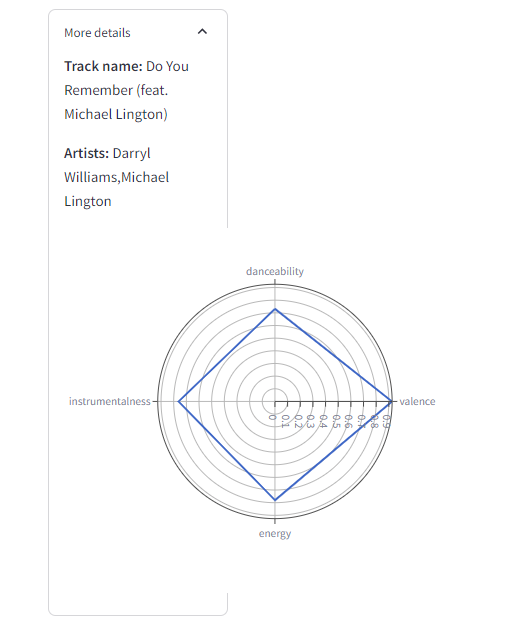 More details
Track name: Do You
Remember (feat.
Michael Lington)
Artists: Darryl
Williams,Michael
Lington
danceability
instrumentalness
valence
0 0.1 0.2 0.3 0.4 0.5 0.6 0.7 0.8 0.9
energy